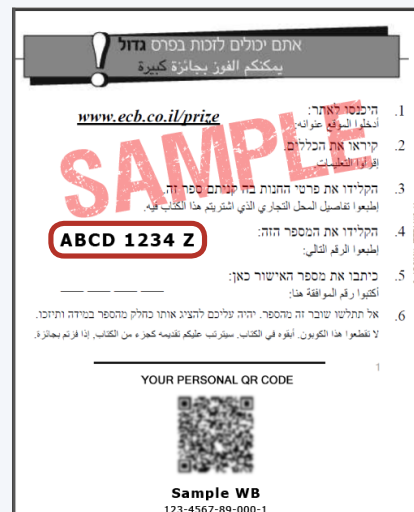 אתם יכולים לזכות בפרס גדול
يمكنكم الفوز بجائزة كبيرة
1. היכנסו לאתר: www.ecb.co.il/prize
أدخلوا الموقع عنوانه:
2. קיראו את הכללים.
إقرأوا التعليمات.
3. הקלידו את פרטי החנות בה קניתם ספר זה.
إطبعوا تفاصيل المحل التجاري الذي اشتريتم هذا الكتاب فيه.
4. הקלידו את המספר הזה: ABCD 1234 Z
إطبعوا الرقم التالي:
5. כיתבו את מספר האישור כאן:
أكتبوا رقم الموافقة هنا:
6. אל תתלשו שובר זה מהספר. יהיה עליכם להציג אותו כחלק מהספר במידה ותיזכו.
لا تقطعوا هذا الكوبون. أبقوه في الكتاب. سيترتب عليكم تقديمه كجزء من الكتاب. إذا فزتم بجائزة.
SAMPLE
1
YOUR PERSONAL QR CODE
Sample WB
123-4567-89-000-1